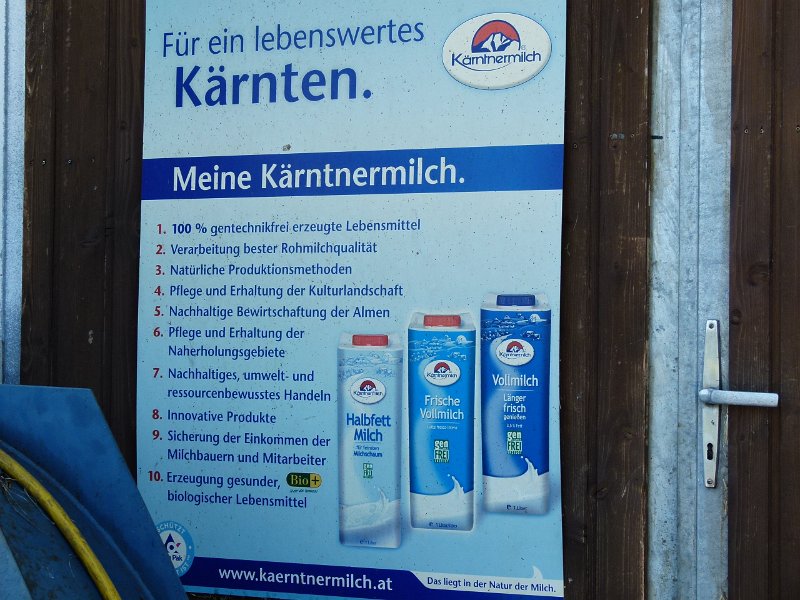 Für ein lebenswertes
Kärnten.
Kärntnermilch
Meine Kärntnermilch.
1. 100 % gentechnikfrei erzeugte Lebensmittel
2. Verarbeitung bester Rohmilchqualität
3. Natürliche Produktionsmethoden
4. Pflege und Erhaltung der Kulturlandschaft
5. Nachhaltige Bewirtschaftung der Almen
6. Pflege und Erhaltung der
Naherholungsgebiete
7. Nachhaltiges, umwelt- und
ressourcenbewusstes Handeln
8. Innovative Produkte
9. Sicherung der Einkommen der
Milchbauern und Mitarbeiter
10. Erzeugung gesunder, Bio+
biologischer Lebensmittel
Kärntnermilch
Halbfett
Milch
Milchschaum
Kärntnermilch
Frische
Vollmilch
gen
FREI
Kärntnermilch
Vollmilch
Länger
frisch
genießen
gen
FREI
SCHÜTZT
www.kaerntnermilch.at
Das liegt in der Natur der Milch.